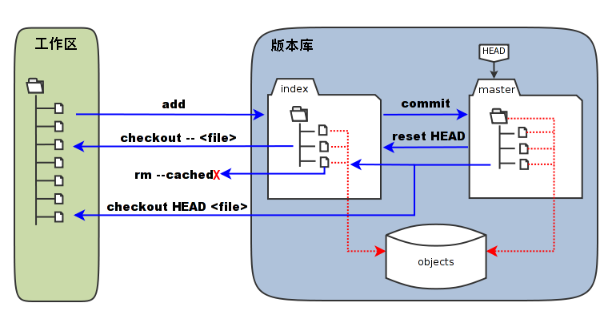 工作区
版本库
HEAD
index
master
add
commit
checkout -- <file>
reset HEAD
rm --cachedX
checkout HEAD <file>
objects